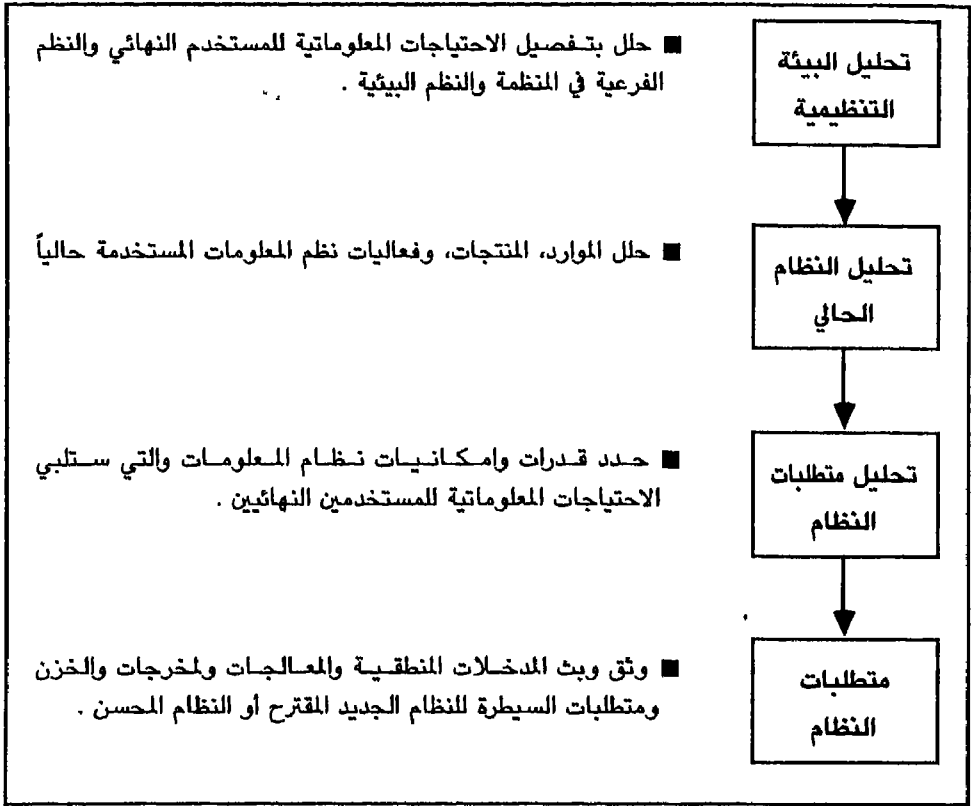 تحليل البيئة
التنظيمية
■ حلل بتفصيل الاحتياجات المعلوماتية للمستخدم النهائي والنظم
الفرعية في المنظمة والنظم البيئية .
تحليل النظام
الحالي
■ حلل الموارد، المنتجات، وفعاليات نظم المعلومات المستخدمة حالياً
تحليل متطلبات
النظام
■ حدد قدرات وامكانيات نظام المعلومات والتي ستلبي
الاحتياجات المعلوماتية للمستخدمين النهائيين .
متطلبات
النظام
■ وثق وبث المدخلات المنطقية والمعالجات ولمخرجات والخزن
ومتطلبات السيطرة للنظام الجديد المقترح أو النظام المحسن .